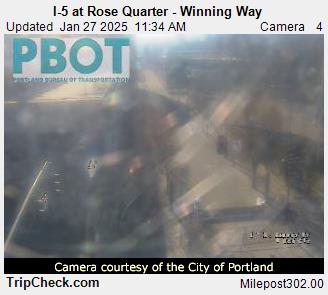 I-5 at Rose Quarter - Winning Way
Updated Jan 27 2025 11:34 AM Camera 4
PBOT
PORTLAND BUREAU OF TRANSPORTATION
Camera courtesy of the City of Portland
TripCheck.com Milepost302.00